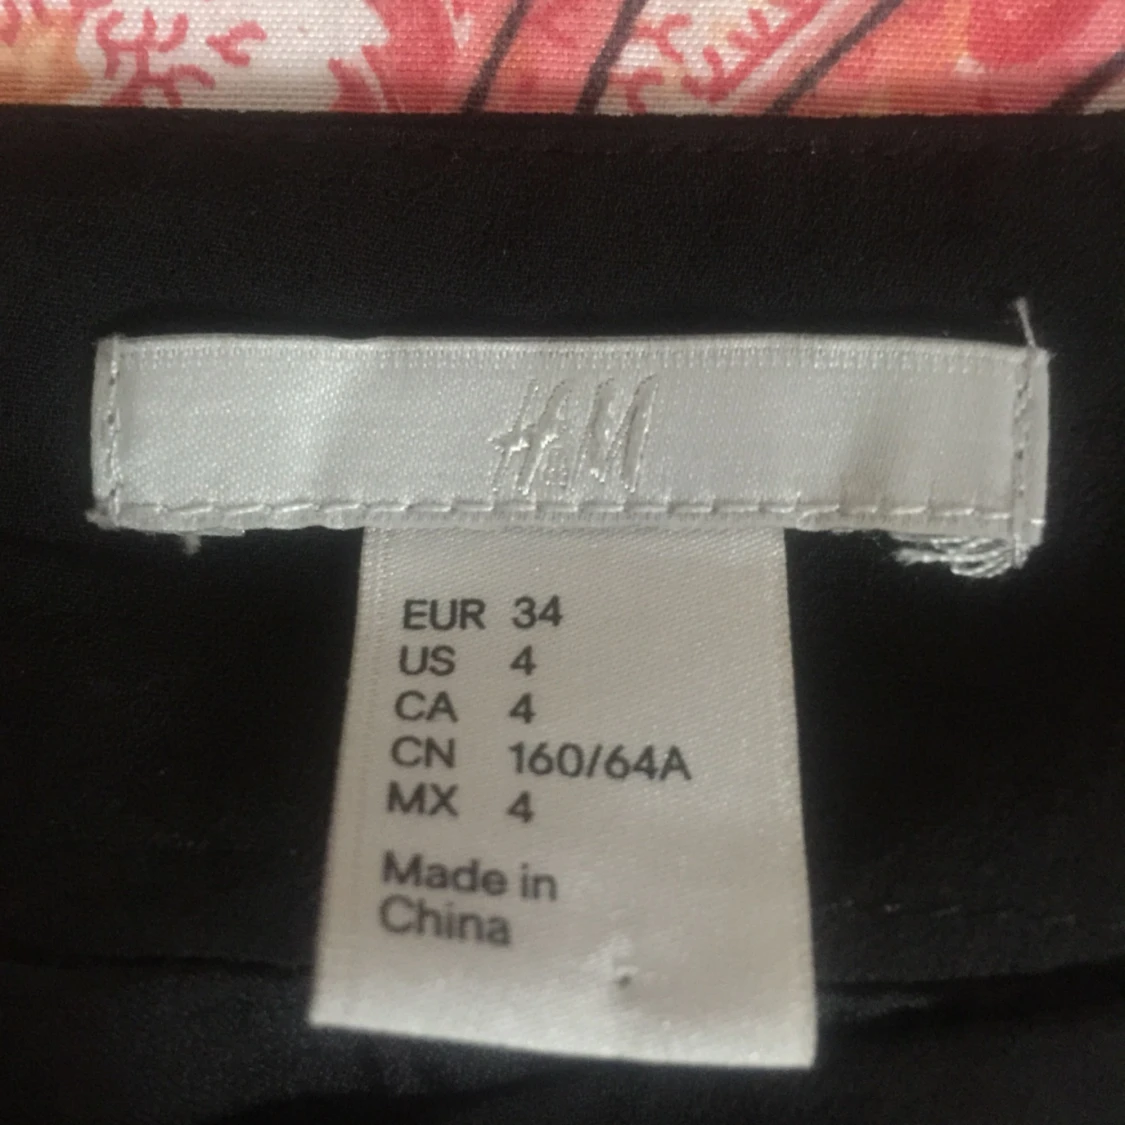 H&M
EUR 34
US 4
CA 4
CN 160/64A
MX 4
Made in
China